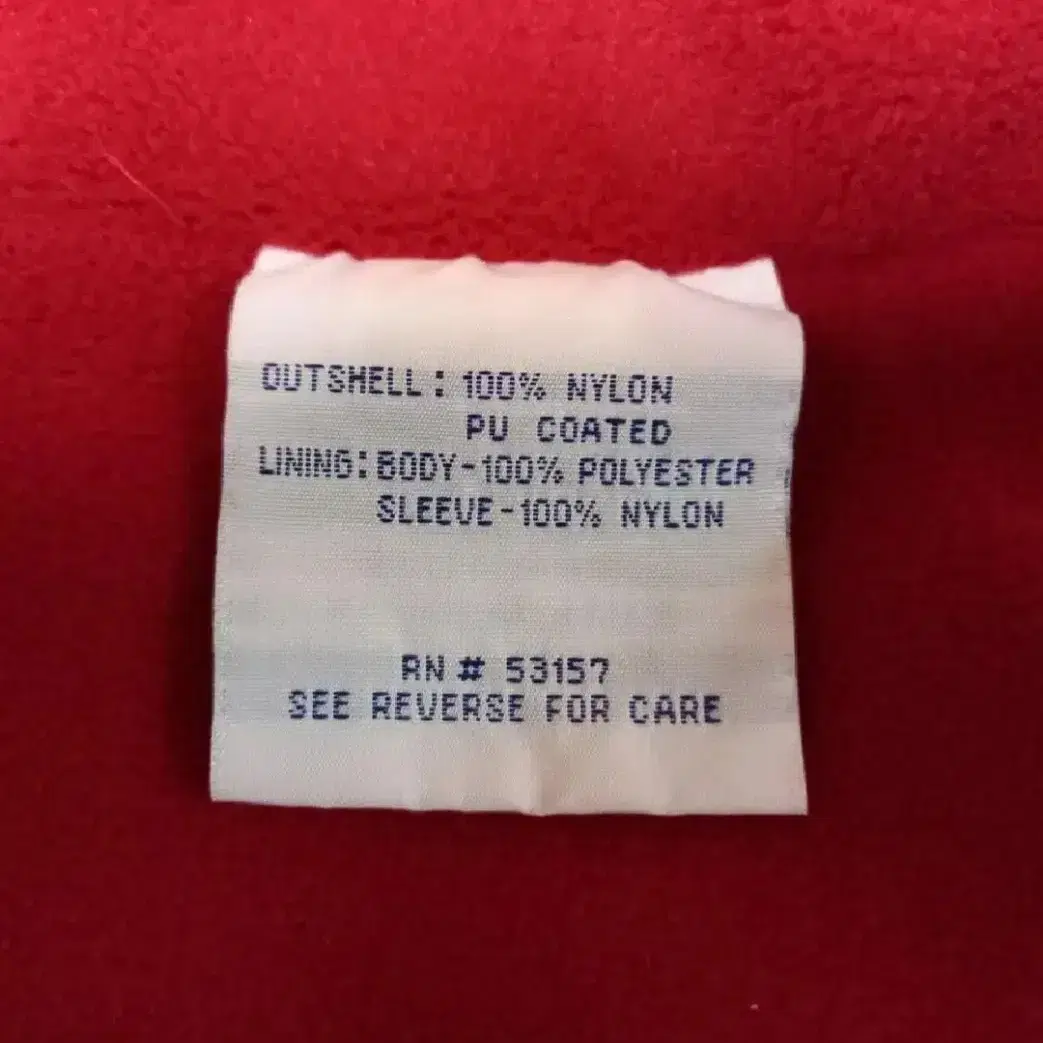 OUTSHELL: 100% NYLON
PU COATED
LINING: BODY-100% POLYESTER
SLEEVE-100% NYLON
RN # 53157
SEE REVERSE FOR CARE